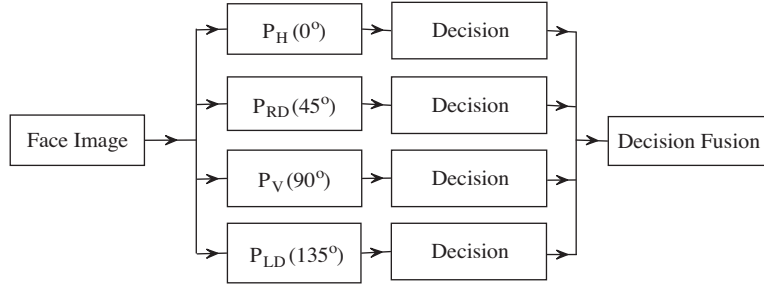 P_H(0°) Decision
P_RD(45°) Decision
Face Image Decision Fusion
P_V(90°) Decision
P_LD(135°) Decision